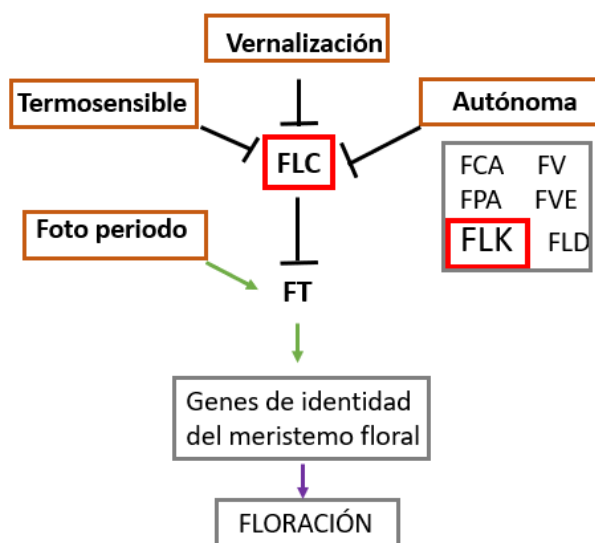 Vernalización
Termosensible
Autónoma
FLC
FCA FV
FPA FVE
FLK FLD
Foto periodo
FT
Genes de identidad
del meristemo floral
FLORACIÓN